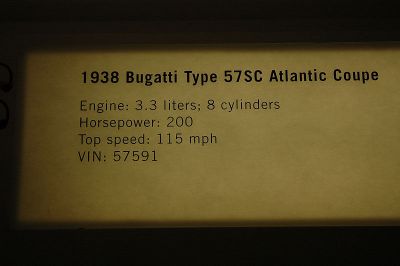 1938 Bugatti Type 57SC Atlantic Coupe
Engine: 3.3 liters; 8 cylinders
Horsepower: 200
Top speed: 115 mph
VIN: 57591